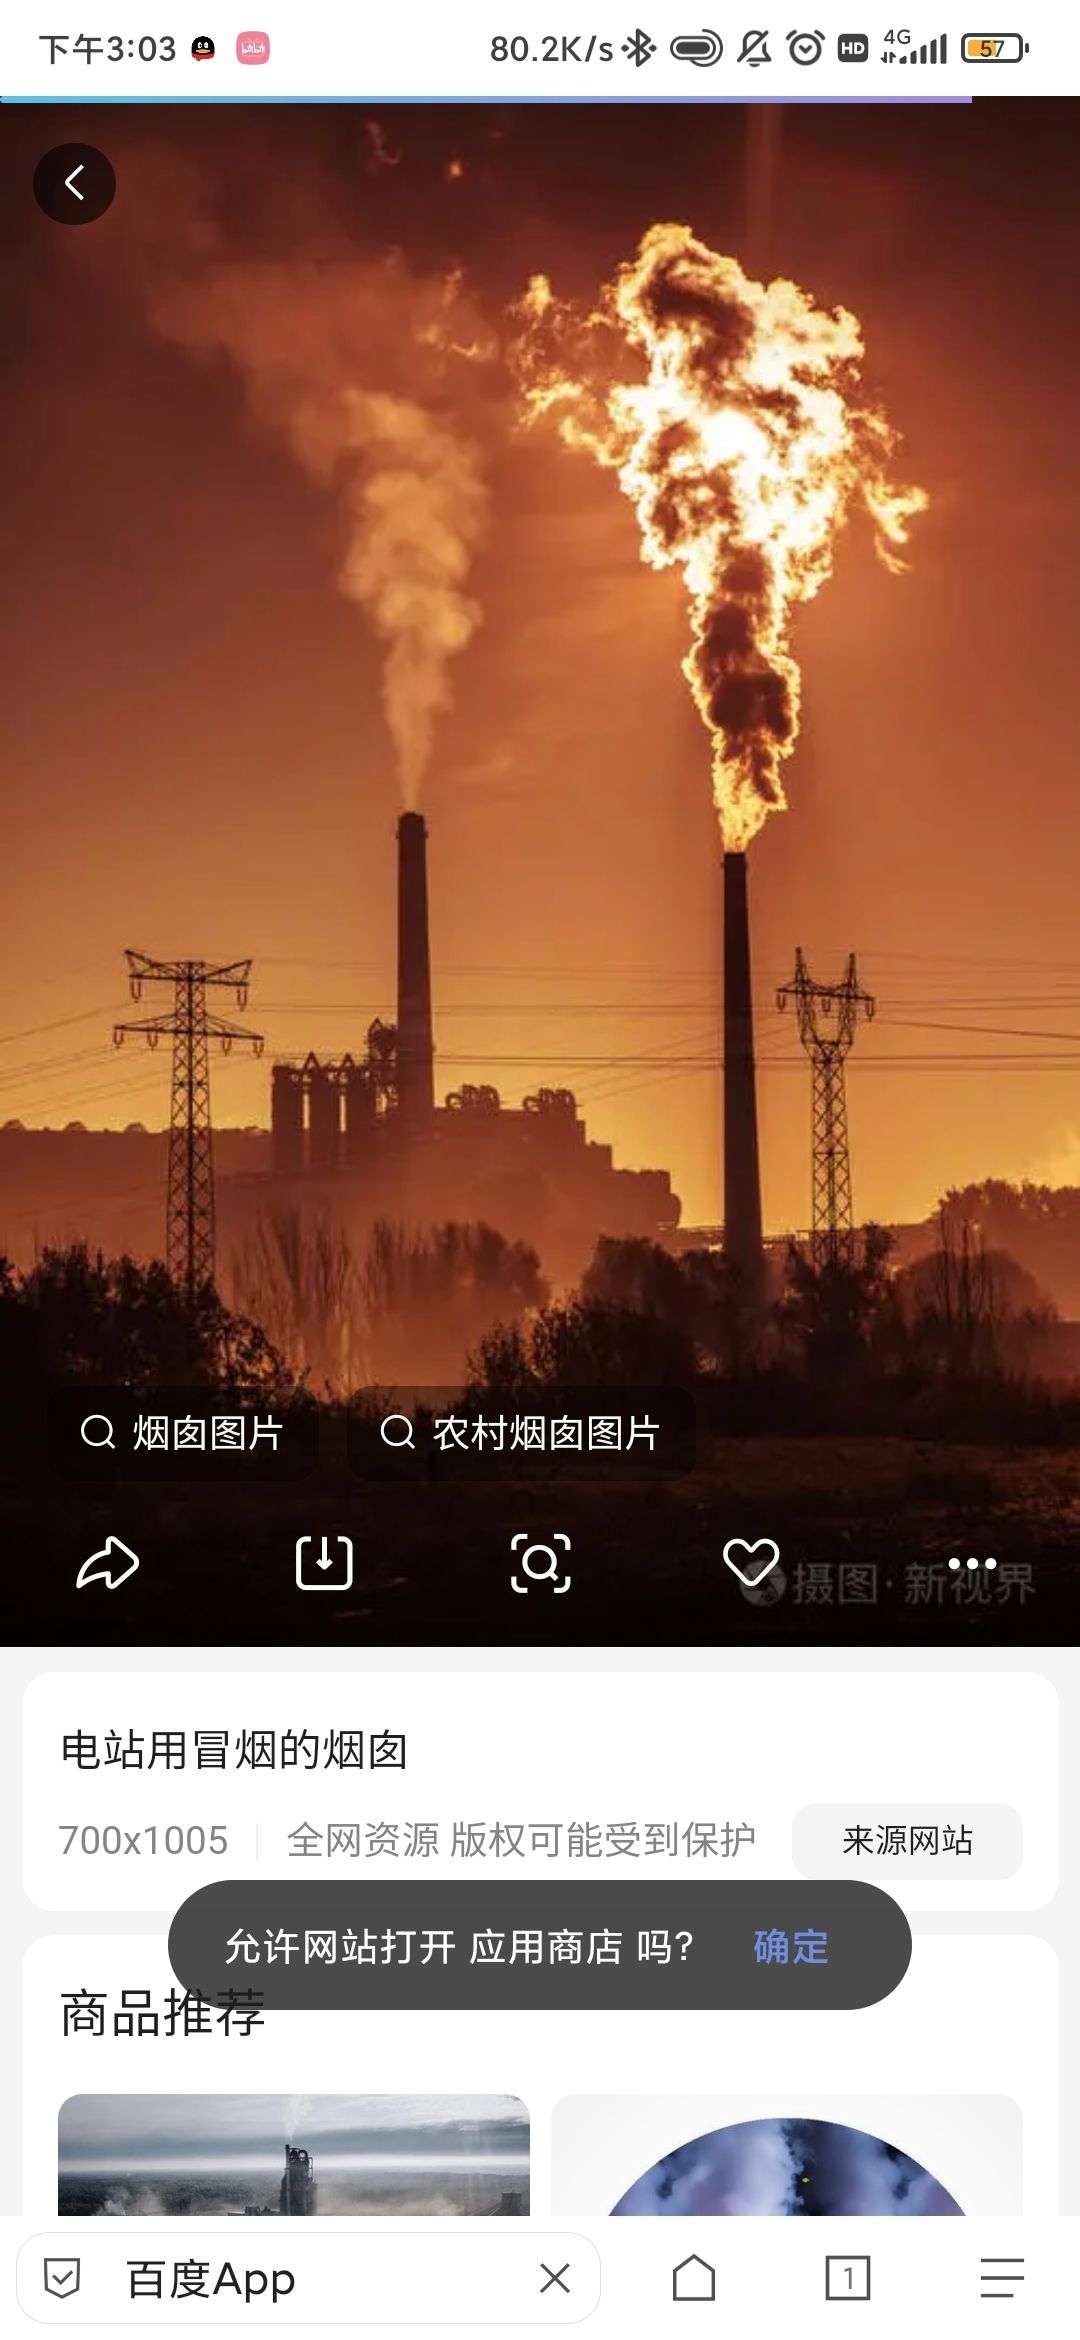 下午3:03
80.2K/s
HD
4G
57
烟囱图片
农村烟囱图片
摄图·新视界
电站用冒烟的烟囱
700x1005
全网资源 版权可能受到保护
来源网站
允许网站打开 应用商店 吗?
确定
商品推荐
百度App
1